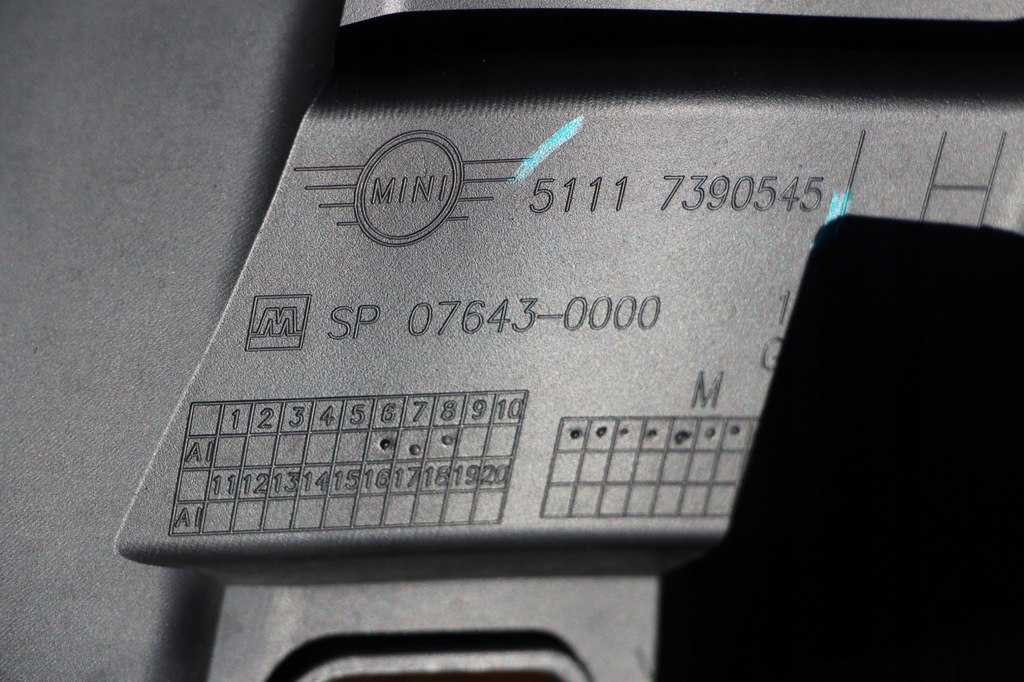 MINI 5111 7390545
M SP 07643-0000
M
1 2 3 4 5 6 7 8 9 10
AI
11 12 13 14 15 16 17 18 19 20
AI